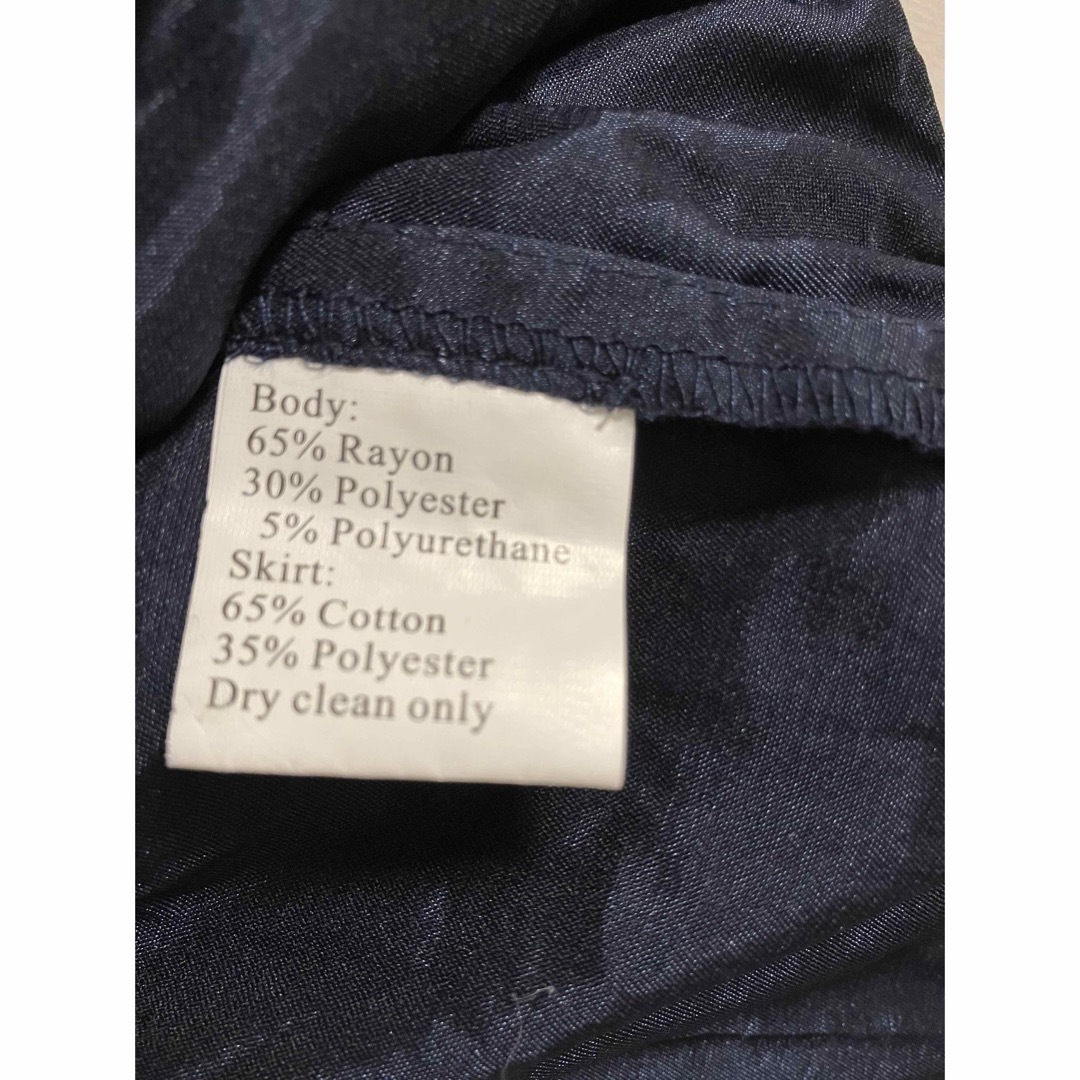 Body:
65% Rayon
30% Polyester
5% Polyurethane
Skirt:
65% Cotton
35% Polyester
Dry clean only